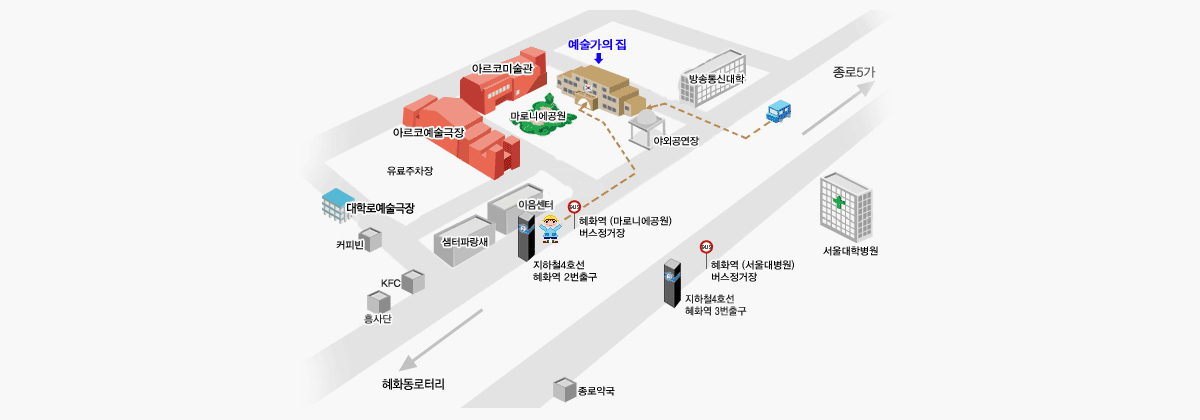 예술가의 집
아르코미술관
방송통신대학
종로5가
마로니에공원
아르코예술극장
야외공연장
유료주차장
대학로예술극장
이음센터
BUS
혜화역 (마로니에공원)
버스정거장
커피빈
샘터파랑새
BUS
서울대학병원
지하철4호선
혜화역 2번출구
혜화역 (서울대병원)
버스정거장
KFC
지하철4호선
혜화역 3번출구
흥사단
혜화동로터리
종로약국